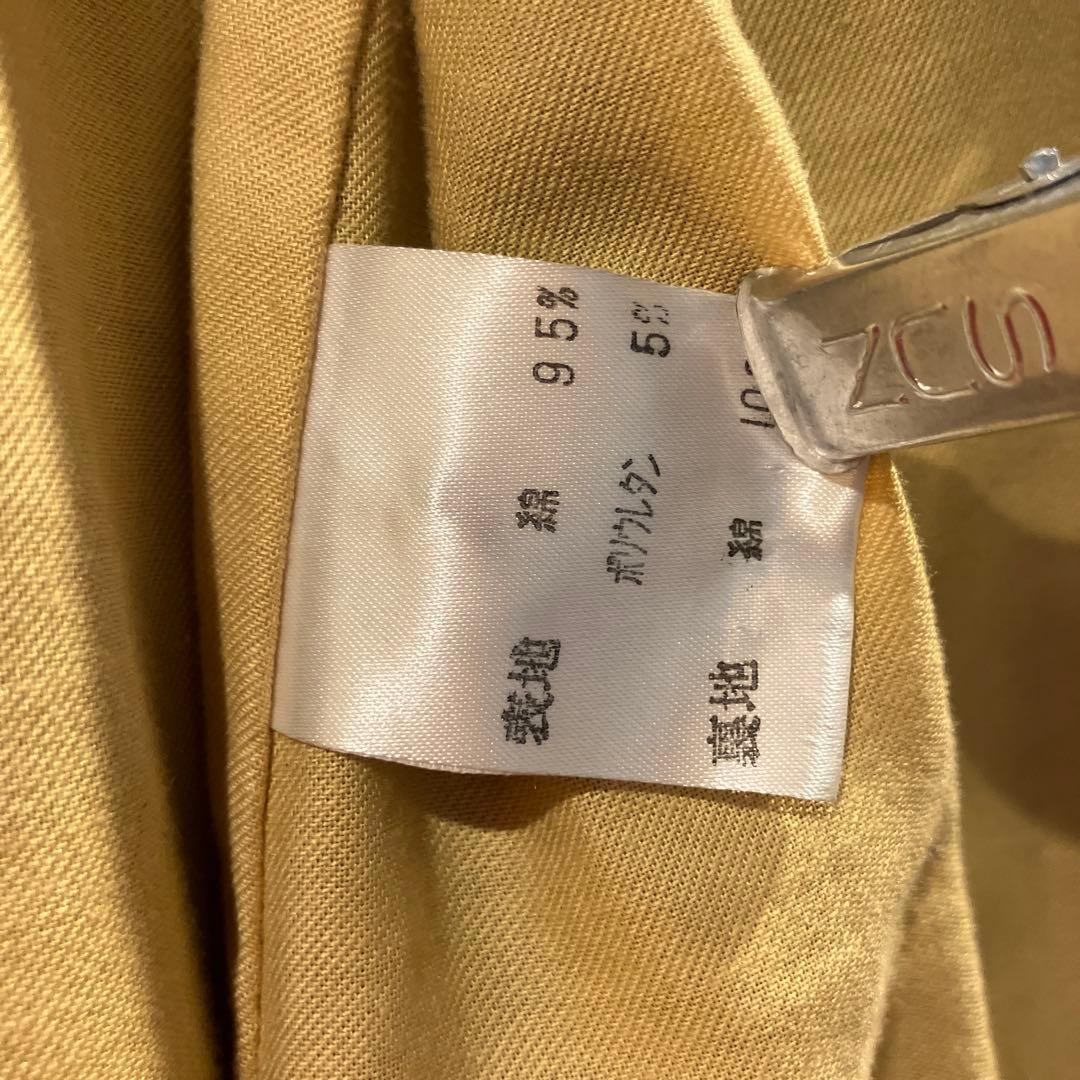 表地 綿 95%
ポリウレタン 5%
裏地 綿